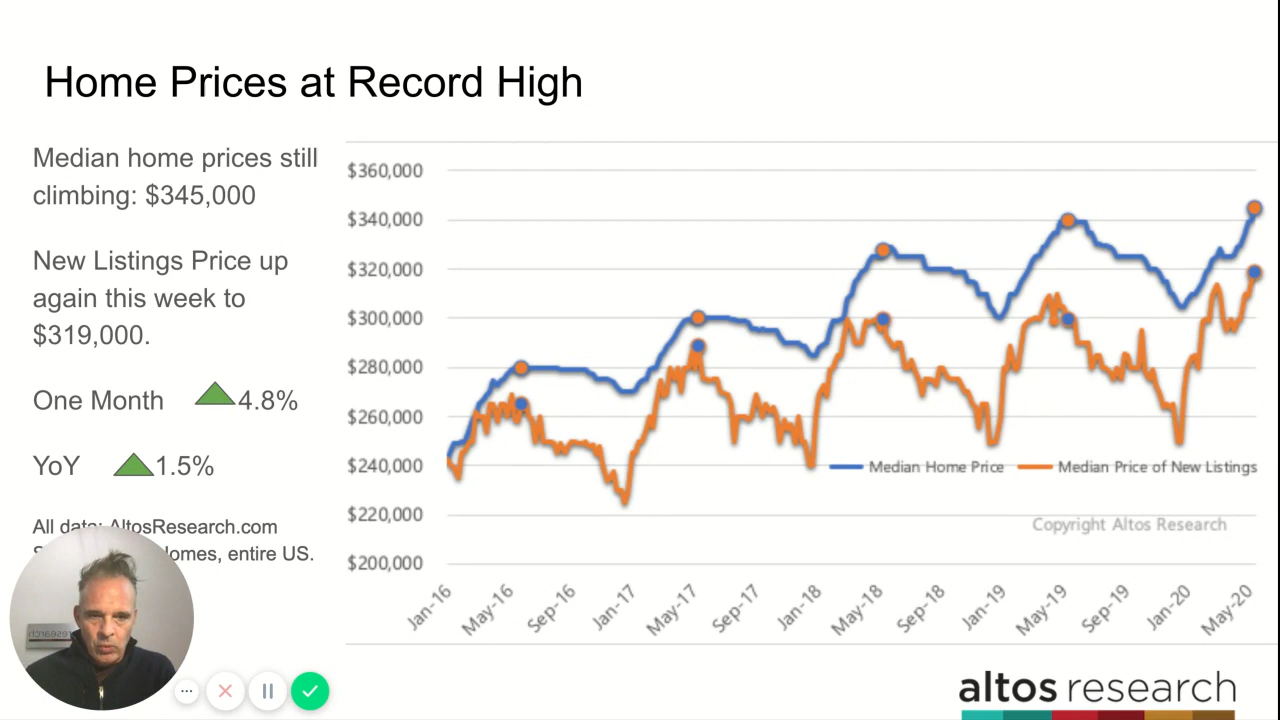 Home Prices at Record High
Median home prices still
climbing: $345,000
New Listings Price up
again this week to
$319,000.
One Month 4.8%
YoY 1.5%
All data: AltosResearch.com
omes, entire US.
$360,000
$340,000
$320,000
$300,000
$280,000
$260,000
$240,000
$220,000
$200,000
Median Home Price
Median Price of New Listings
Copyright Altos Research
Jan-16
May-16
Sep-16
Jan-17
May-17
Sep-17
Jan-18
May-18
Sep-18
Jan-19
May-19
Sep-19
Jan-20
May-20
altos research